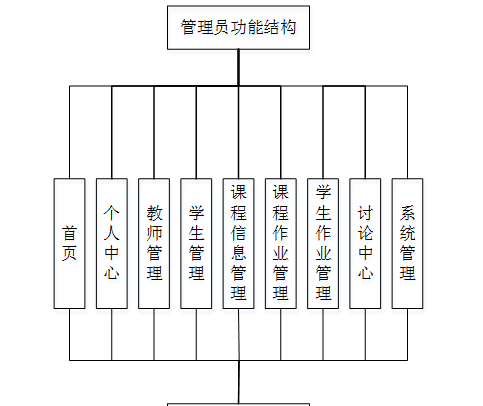 管理员功能结构
首页
个人中心
教师管理
学生管理
课程信息管理
课程作业管理
学生作业管理
讨论中心
系统管理